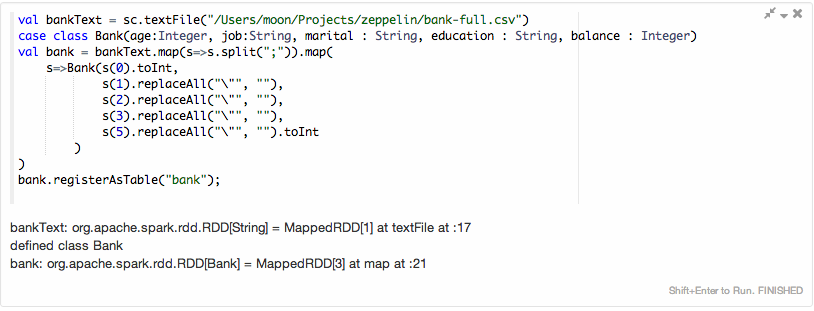 val bankText = sc.textFile("/Users/moon/Projects/zeppelin/bank-full.csv")
case class Bank(age:Integer, job:String, marital : String, education : String, balance : Integer)
val bank = bankText.map(s=>s.split(";")).map(
    s=>Bank(s(0).toInt,
            s(1).replaceAll("\"", ""),
            s(2).replaceAll("\"", ""),
            s(3).replaceAll("\"", ""),
            s(5).replaceAll("\"", "").toInt
        )
)
bank.registerAsTable("bank");
bankText: org.apache.spark.rdd.RDD[String] = MappedRDD[1] at textFile at :17
defined class Bank
bank: org.apache.spark.rdd.RDD[Bank] = MappedRDD[3] at map at :21
Shift+Enter to Run. FINISHED